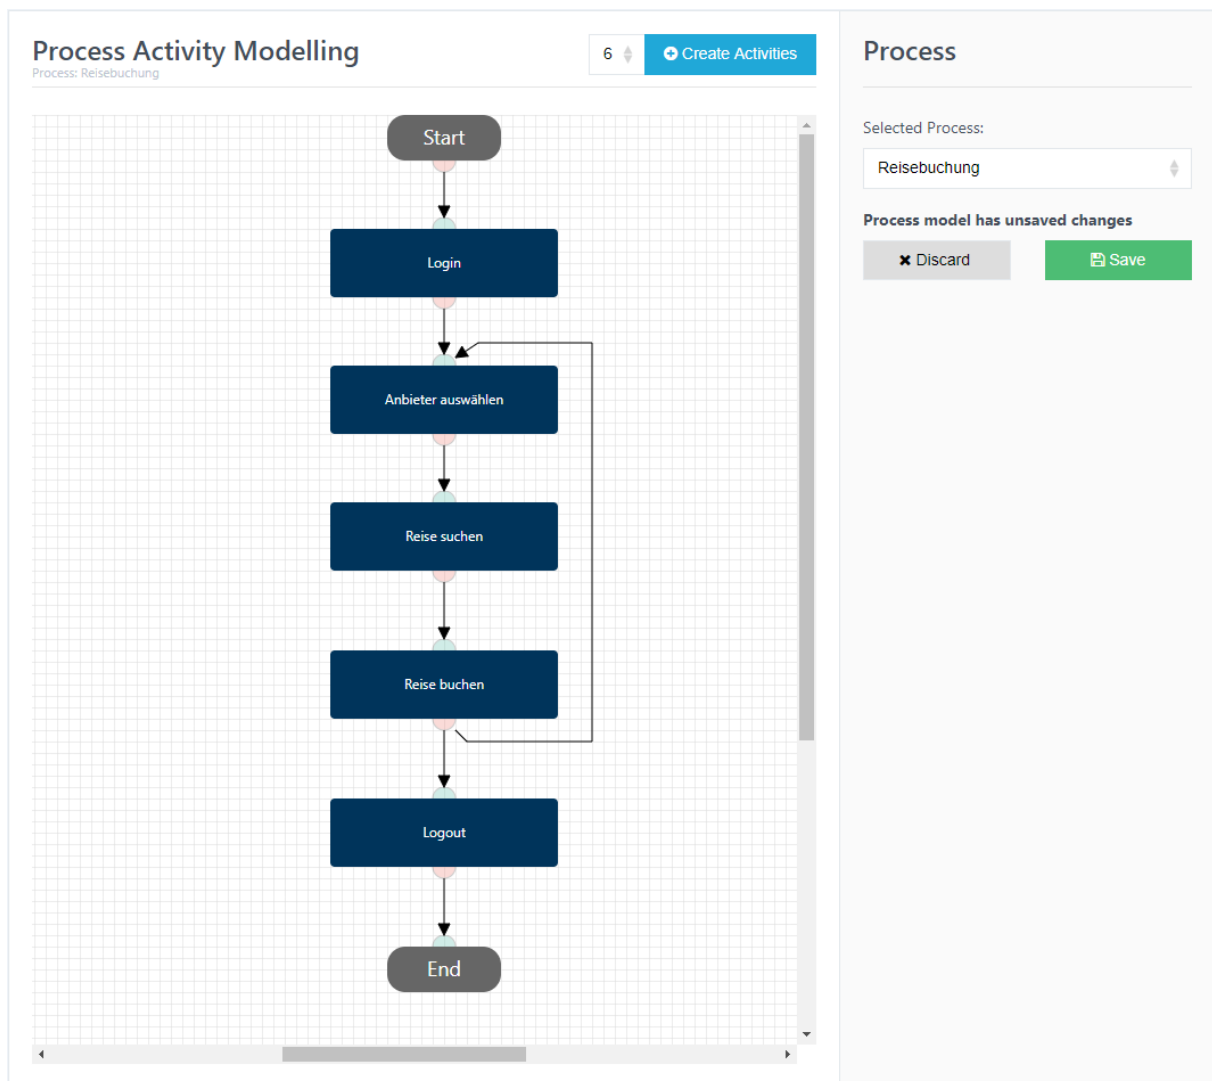 Process Activity Modelling
Process: Reisebuchung
6
Create Activities
Start
Login
Anbieter auswählen
Reise suchen
Reise buchen
Logout
End
Process
Selected Process:
Reisebuchung
Process model has unsaved changes
Discard
Save